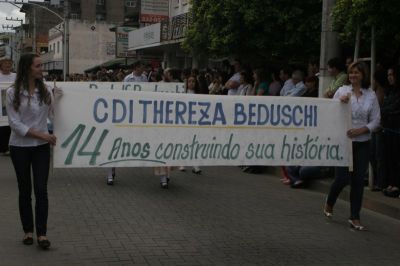 CDI THEREZA BEDUSCHI
14 Anos construindo sua história.